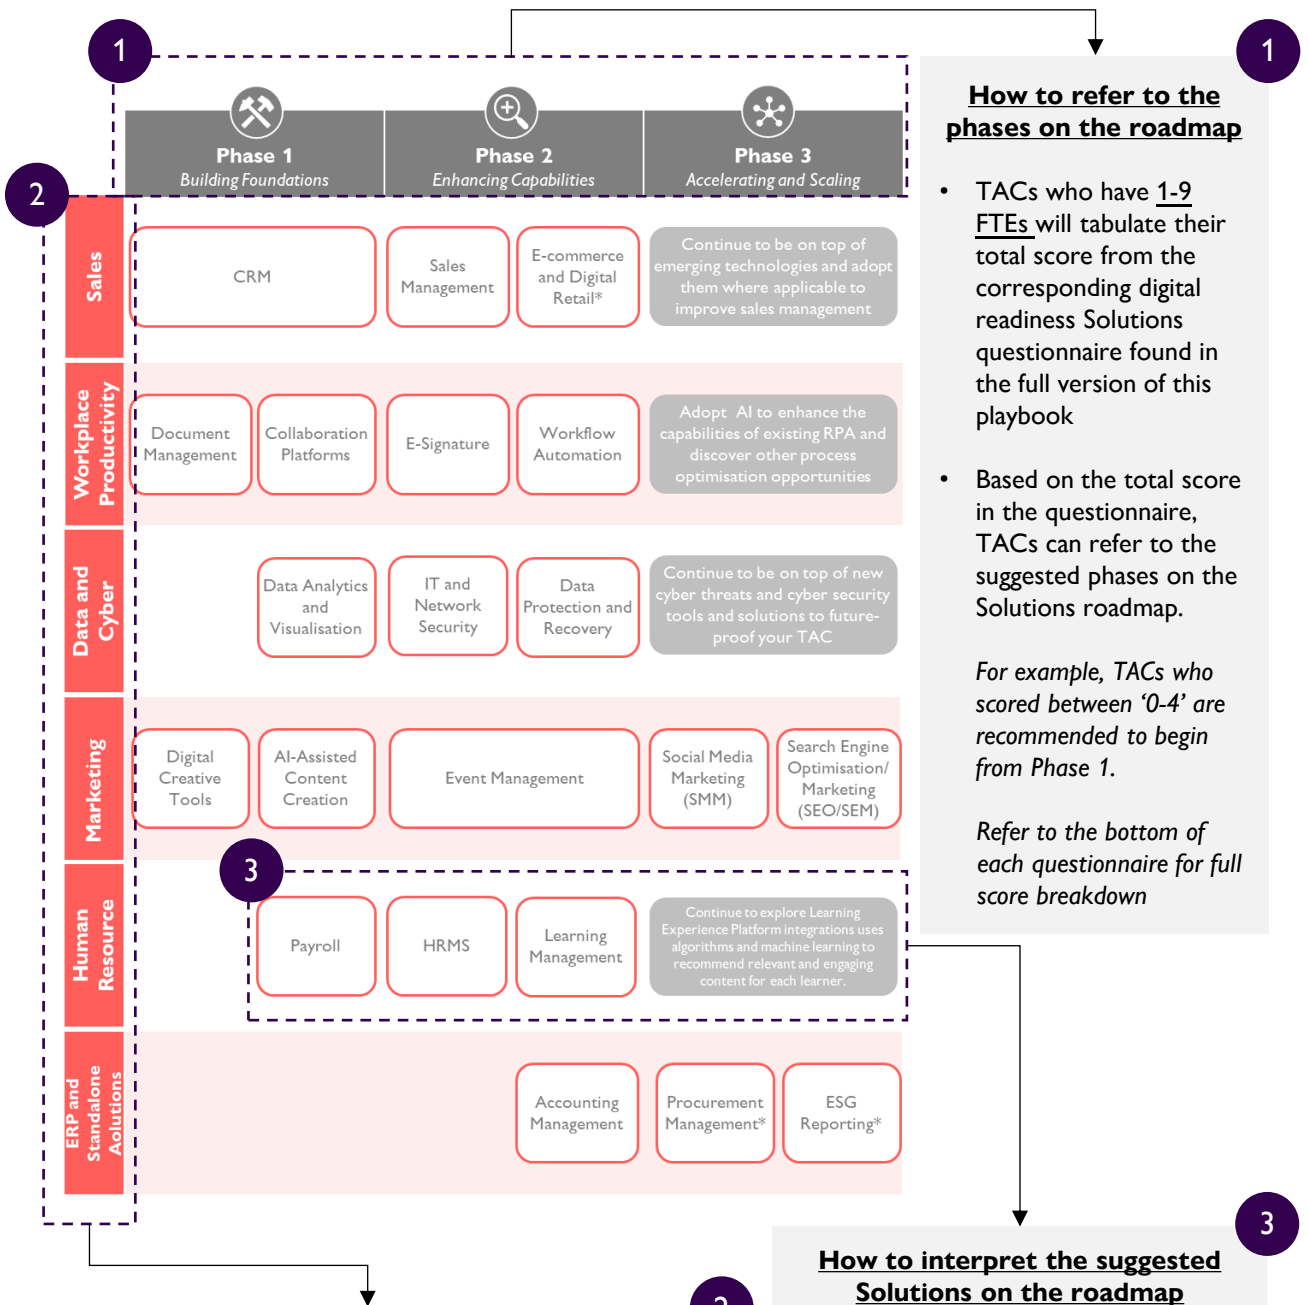 1
1
Phase 1
Building Foundations
Phase 2
Enhancing Capabilities
Phase 3
Accelerating and Scaling
2
Sales
CRM
Sales
Management
E-commerce
and Digital
Retail*
Continue to be on top of
emerging technologies and adopt
them where applicable to
improve sales management
Workplace
Productivity
Document
Management
Collaboration
Platforms
E-Signature
Workflow
Automation
Adopt AI to enhance the
capabilities of existing RPA and
discover other process
optimisation opportunities
Data and
Cyber
Data Analytics
and
Visualisation
IT and
Network
Security
Data
Protection and
Recovery
Continue to be on top of new
cyber threats and cyber security
tools and solutions to future-
proof your TAC
Marketing
Digital
Creative
Tools
AI-Assisted
Content
Creation
Event Management
Social Media
Marketing
(SMM)
Search Engine
Optimisation/
Marketing
(SEO/SEM)
3
Human
Resource
Payroll
HRMS
Learning
Management
Continue to explore Learning
Experience Platform integrations uses
algorithms and machine learning to
recommend relevant and engaging
content for each learner.
ERP and
Standalone
Aolutions
Accounting
Management
Procurement
Management*
ESG
Reporting*
How to refer to the
phases on the roadmap
• TACs who have 1-9
FTEs will tabulate their
total score from the
corresponding digital
readiness Solutions
questionnaire found in
the full version of this
playbook
• Based on the total score
in the questionnaire,
TACs can refer to the
suggested phases on the
Solutions roadmap.
For example, TACs who
scored between ‘0-4’ are
recommended to begin
from Phase 1.
Refer to the bottom of
each questionnaire for full
score breakdown
3
How to interpret the suggested
Solutions on the roadmap
2